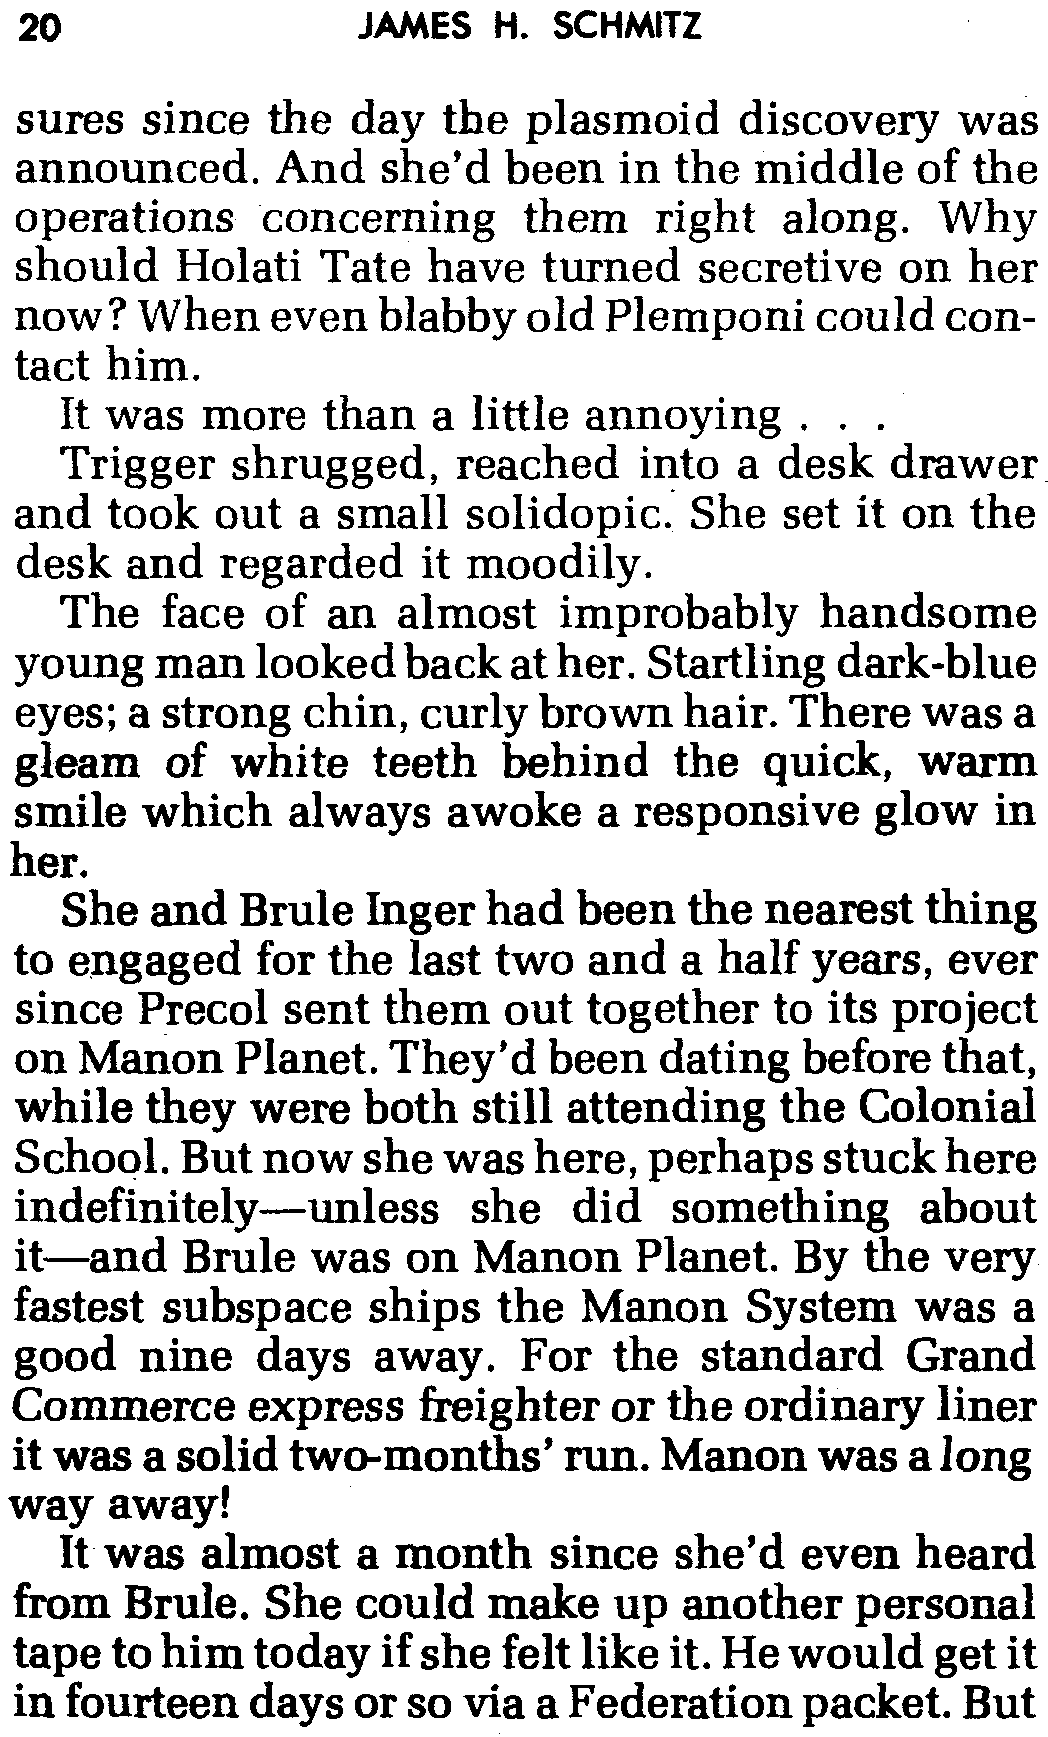 20 JAMES H. SCHMITZ
sures since the day the plasmoid discovery was
announced. And she'd been in the middle of the
operations concerning them right along. Why
should Holati Tate have turned secretive on her
now? When even blabby old Plemponi could con-
tact him.
It was more than a little annoying . . .
Trigger shrugged, reached into a desk drawer
and took out a small solidopic. She set it on the
desk and regarded it moodily.
The face of an almost improbably handsome
young man looked back at her. Startling dark-blue
eyes; a strong chin, curly brown hair. There was a
gleam of white teeth behind the quick, warm
smile which always awoke a responsive glow in
her.
She and Brule Inger had been the nearest thing
to engaged for the last two and a half years, ever
since Precol sent them out together to its project
on Manon Planet. They'd been dating before that,
while they were both still attending the Colonial
School. But now she was here, perhaps stuck here
indefinitely—unless she did something about
it—and Brule was on Manon Planet. By the very
fastest subspace ships the Manon System was a
good nine days away. For the standard Grand
Commerce express freighter or the ordinary liner
it was a solid two-months' run. Manon was a long
way away!
It was almost a month since she'd even heard
from Brule. She could make up another personal
tape to him today if she felt like it. He would get it
in fourteen days or so via a Federation packet. But